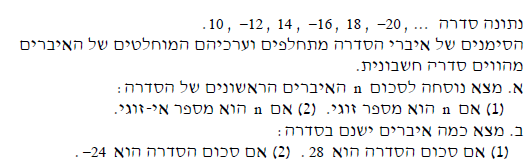 נתונה סדרה 10, −12, 14, −16, 18, −20, ... .
הסימנים של איברי הסדרה מתחלפים וערכיהם המוחלטים של האיברים
מהווים סדרה חשבונית.
א. מצא נוסחה לסכום n האיברים הראשונים של הסדרה:
(1) אם n הוא מספר זוגי. (2) אם n הוא מספר אי-זוגי.
ב. מצא כמה איברים ישנם בסדרה:
(1) אם סכום הסדרה הוא 28. (2) אם סכום הסדרה הוא −24.